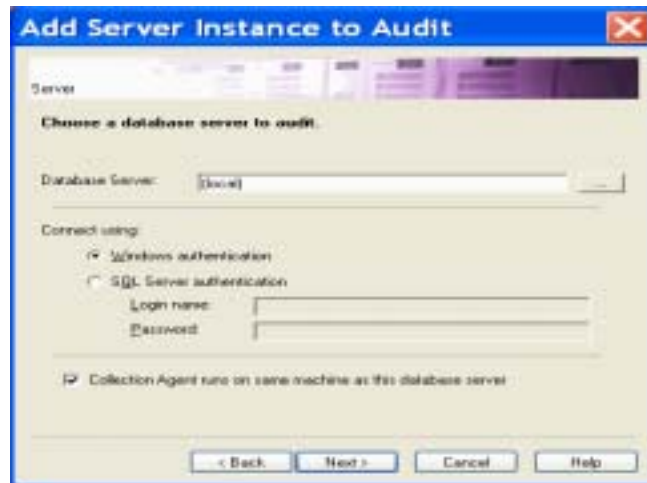 Add Server Instance to Audit
Server
Choose a database server to audit.
Database Server: (local) ...
Connect using:
Windows authentication
SQL Server authentication
Login name:
Password:
Collection Agent runs on same machine as this database server
< Back Next > Cancel Help